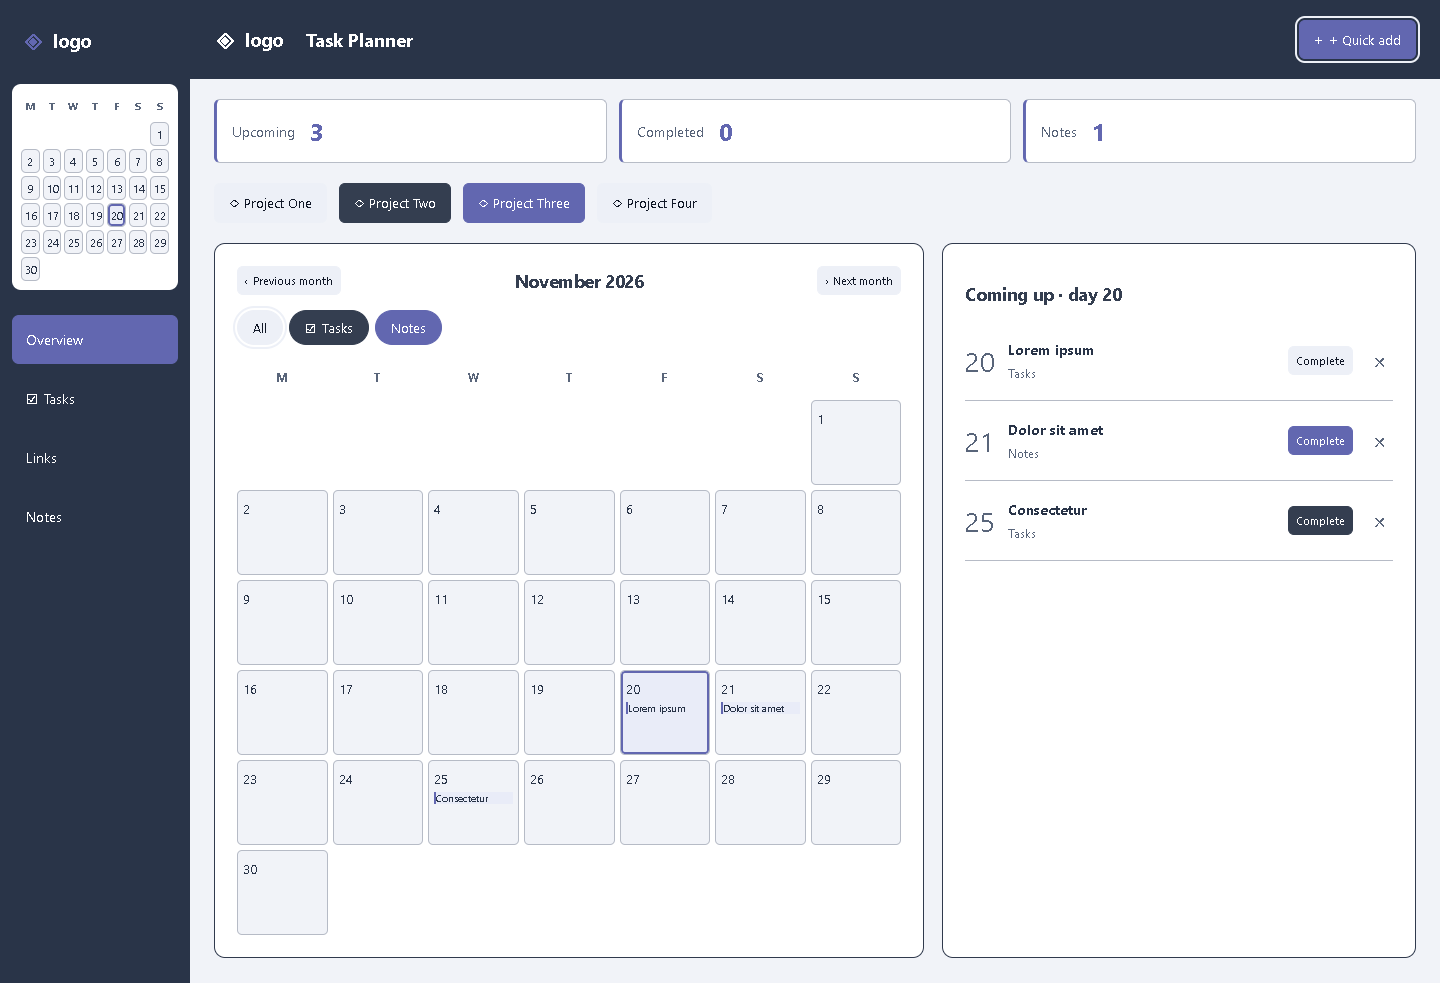 logo
M T W T F S S
1
2 3 4 5 6 7 8
9 10 11 12 13 14 15
16 17 18 19 20 21 22
23 24 25 26 27 28 29
30
Overview
☑ Tasks
Links
Notes
logo Task Planner
+ + Quick add
Upcoming 3
Completed 0
Notes 1
◇ Project One
◇ Project Two
◇ Project Three
◇ Project Four
‹ Previous month
November 2026
› Next month
All
☑ Tasks
Notes
M T W T F S S
1
2 3 4 5 6 7 8
9 10 11 12 13 14 15
16 17 18 19 20 21 22
Lorem ipsum Dolor sit amet
23 24 25 26 27 28 29
Consectetur
30
Coming up · day 20
20 Lorem ipsum
Tasks
Complete ×
21 Dolor sit amet
Notes
Complete ×
25 Consectetur
Tasks
Complete ×